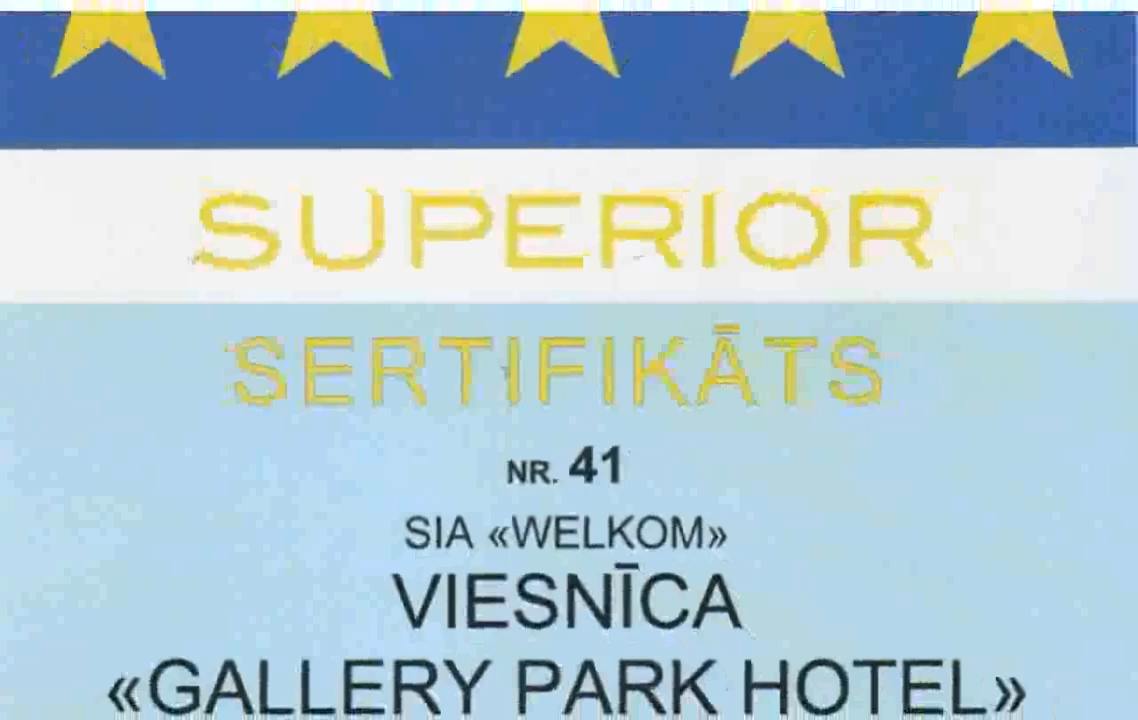 SUPERIOR
SERTIFIKĀTS
NR. 41
SIA «WELKOM»
VIESNĪCA
«GALLERY PARK HOTEL»